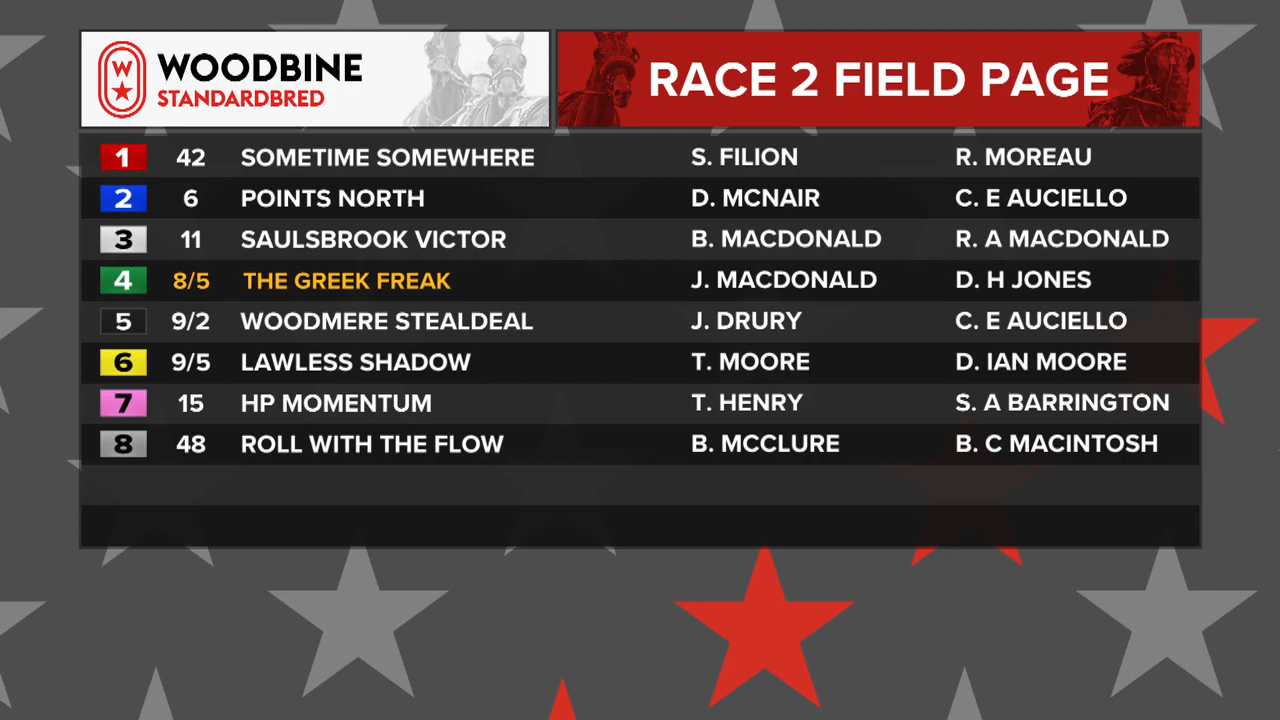 W WOODBINE
STANDARDBRED
RACE 2 FIELD PAGE
1 42 SOMETIME SOMEWHERE S. FILION R. MOREAU
2 6 POINTS NORTH D. MCNAIR C. E AUCIELLO
3 11 SAULSBROOK VICTOR B. MACDONALD R. A MACDONALD
4 8/5 THE GREEK FREAK J. MACDONALD D. H JONES
5 9/2 WOODMERE STEALDEAL J. DRURY C. E AUCIELLO
6 9/5 LAWLESS SHADOW T. MOORE D. IAN MOORE
7 15 HP MOMENTUM T. HENRY S. A BARRINGTON
8 48 ROLL WITH THE FLOW B. MCCLURE B. C MACINTOSH